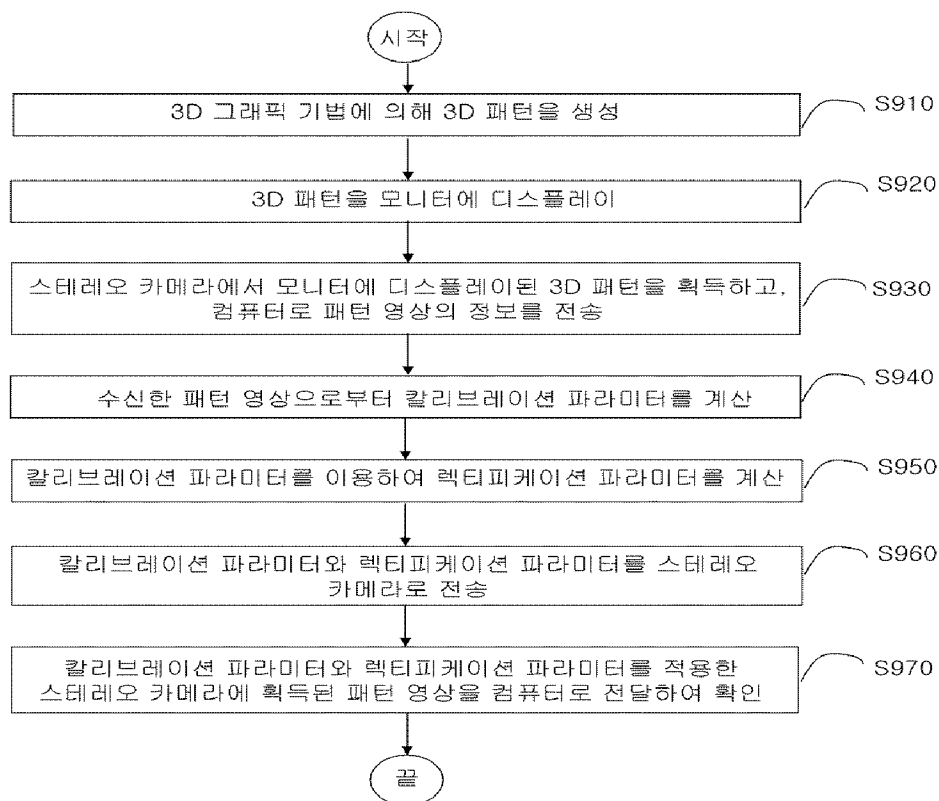 시작
3D 그래픽 기법에 의해 3D 패턴을 생성
S910
3D 패턴을 모니터에 디스플레이
S920
스테레오 카메라에서 모니터에 디스플레이된 3D 패턴을 획득하고,
컴퓨터로 패턴 영상의 정보를 전송
S930
수신한 패턴 영상으로부터 칼리브레이션 파라미터를 계산
S940
칼리브레이션 파라미터를 이용하여 렉티피케이션 파라미터를 계산
S950
칼리브레이션 파라미터와 렉티피케이션 파라미터를 스테레오
카메라로 전송
S960
칼리브레이션 파라미터와 렉티피케이션 파라미터를 적용한
스테레오 카메라에 획득된 패턴 영상을 컴퓨터로 전달하여 확인
S970
끝